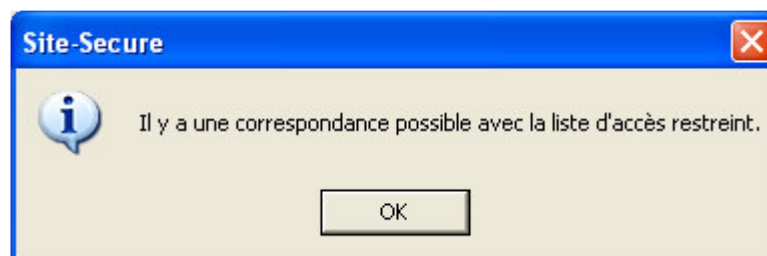 Site-Secure
Il y a une correspondance possible avec la liste d'accès restreint.
OK